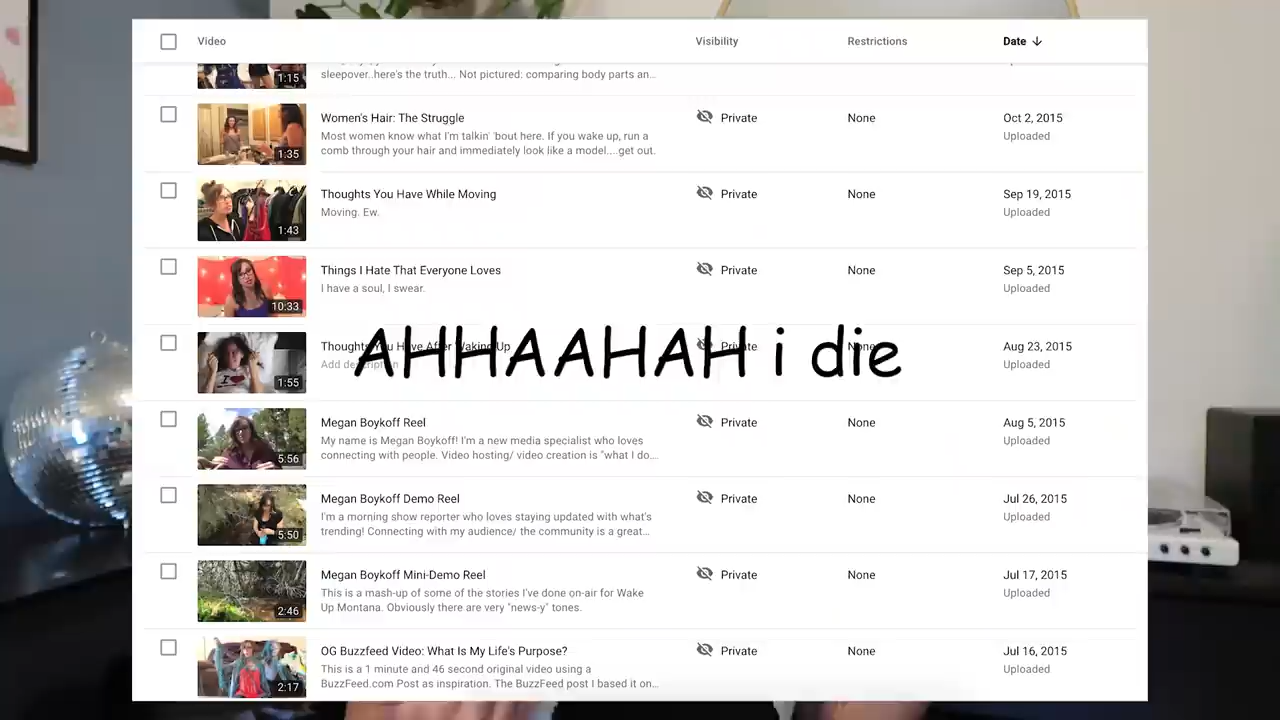 Video Visibility Restrictions Date
sleepover..here's the truth... Not pictured: comparing body parts an...
1:15
Women's Hair: The Struggle Private None Oct 2, 2015
Most women know what I'm talkin' 'bout here. If you wake up, run a Uploaded
comb through your hair and immediately look like a model....get out.
1:35
Thoughts You Have While Moving Private None Sep 19, 2015
Moving. Ew. Uploaded
1:43
Things I Hate That Everyone Loves Private None Sep 5, 2015
I have a soul, I swear. Uploaded
10:33
Thoughts You Have After Waking Up Private None Aug 23, 2015
AHHAAHAH i die
Add description Uploaded
1:55
Megan Boykoff Reel Private None Aug 5, 2015
My name is Megan Boykoff! I'm a new media specialist who loves Uploaded
connecting with people. Video hosting/ video creation is "what I do....
5:56
Megan Boykoff Demo Reel Private None Jul 26, 2015
I'm a morning show reporter who loves staying updated with what's Uploaded
trending! Connecting with my audience/ the community is a great...
5:50
Megan Boykoff Mini-Demo Reel Private None Jul 17, 2015
This is a mash-up of some of the stories I've done on-air for Wake Uploaded
Up Montana. Obviously there are very "news-y" tones.
2:46
OG Buzzfeed Video: What Is My Life's Purpose? Private None Jul 16, 2015
This is a 1 minute and 46 second original video using a Uploaded
BuzzFeed.com Post as inspiration. The BuzzFeed post I based it on...
2:17